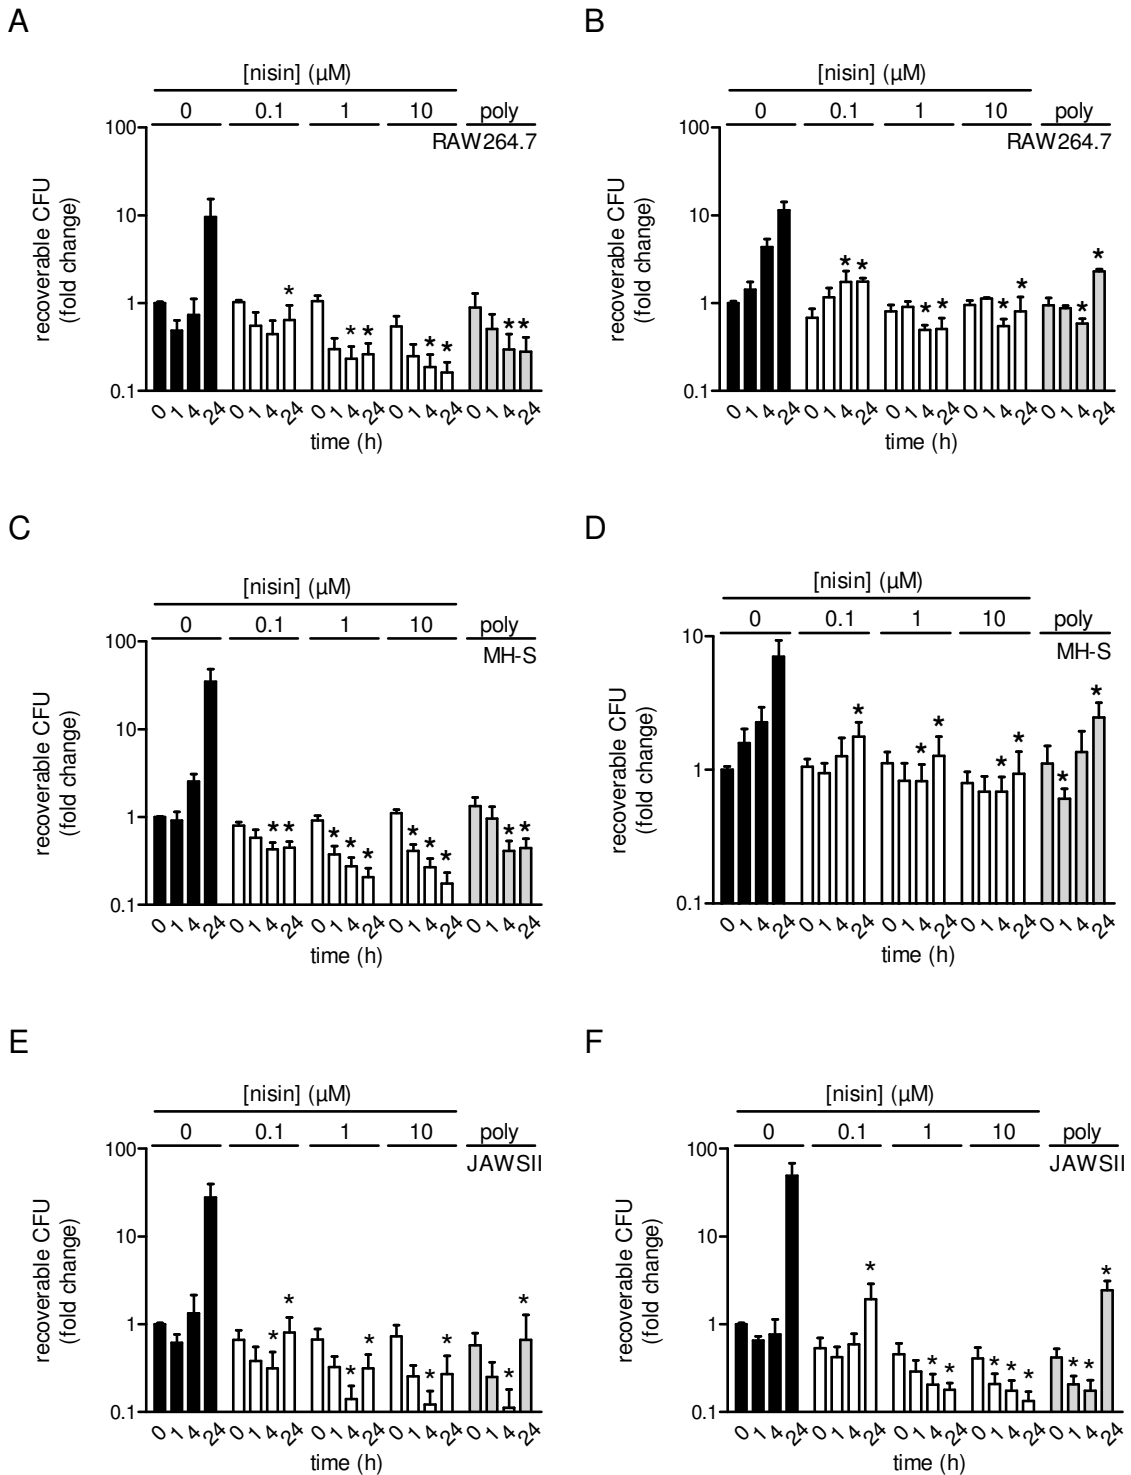 A
[nisin] (µM)
0 0.1 1 10 poly
RAW264.7
100
10
1
0.1
recoverable CFU
(fold change)
* * * * * * * *
0 1 4 24 0 1 4 24 0 1 4 24 0 1 4 24 0 1 4 24
time (h)
B
[nisin] (µM)
0 0.1 1 10 poly
RAW264.7
100
10
1
0.1
recoverable CFU
(fold change)
* * * * * * * *
0 1 4 24 0 1 4 24 0 1 4 24 0 1 4 24 0 1 4 24
time (h)
C
[nisin] (µM)
0 0.1 1 10 poly
MH-S
100
10
1
0.1
recoverable CFU
(fold change)
* * * * * * * * * *
0 1 4 24 0 1 4 24 0 1 4 24 0 1 4 24 0 1 4 24
time (h)
D
[nisin] (µM)
0 0.1 1 10 poly
MH-S
10
1
0.1
recoverable CFU
(fold change)
* * * * * * *
0 1 4 24 0 1 4 24 0 1 4 24 0 1 4 24 0 1 4 24
time (h)
E
[nisin] (µM)
0 0.1 1 10 poly
JAWSII
100
10
1
0.1
recoverable CFU
(fold change)
* * * * * * * *
0 1 4 24 0 1 4 24 0 1 4 24 0 1 4 24 0 1 4 24
time (h)
F
[nisin] (µM)
0 0.1 1 10 poly
JAWSII
100
10
1
0.1
recoverable CFU
(fold change)
* * * * * * * * *
0 1 4 24 0 1 4 24 0 1 4 24 0 1 4 24 0 1 4 24
time (h)